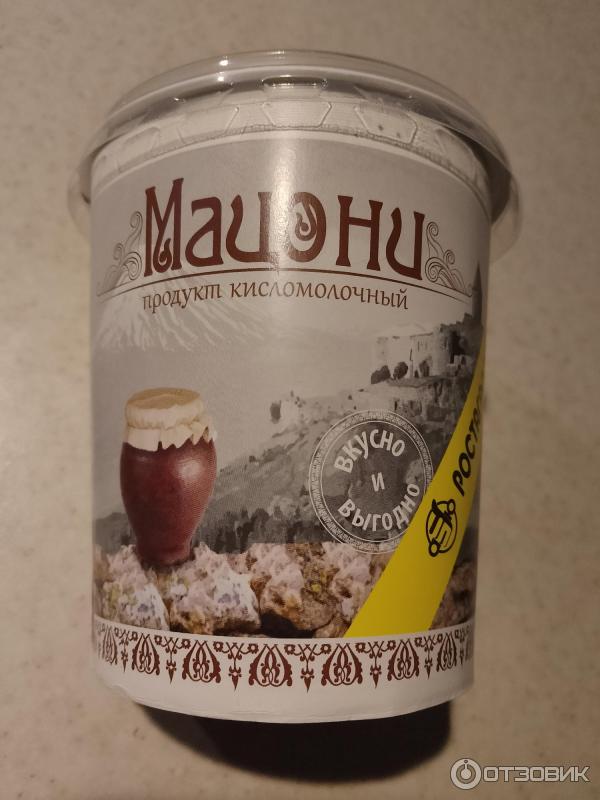 Мацони
продукт кисломолочный
ВКУСНО
И
ВЫГОДНО
ОТЗОВИК